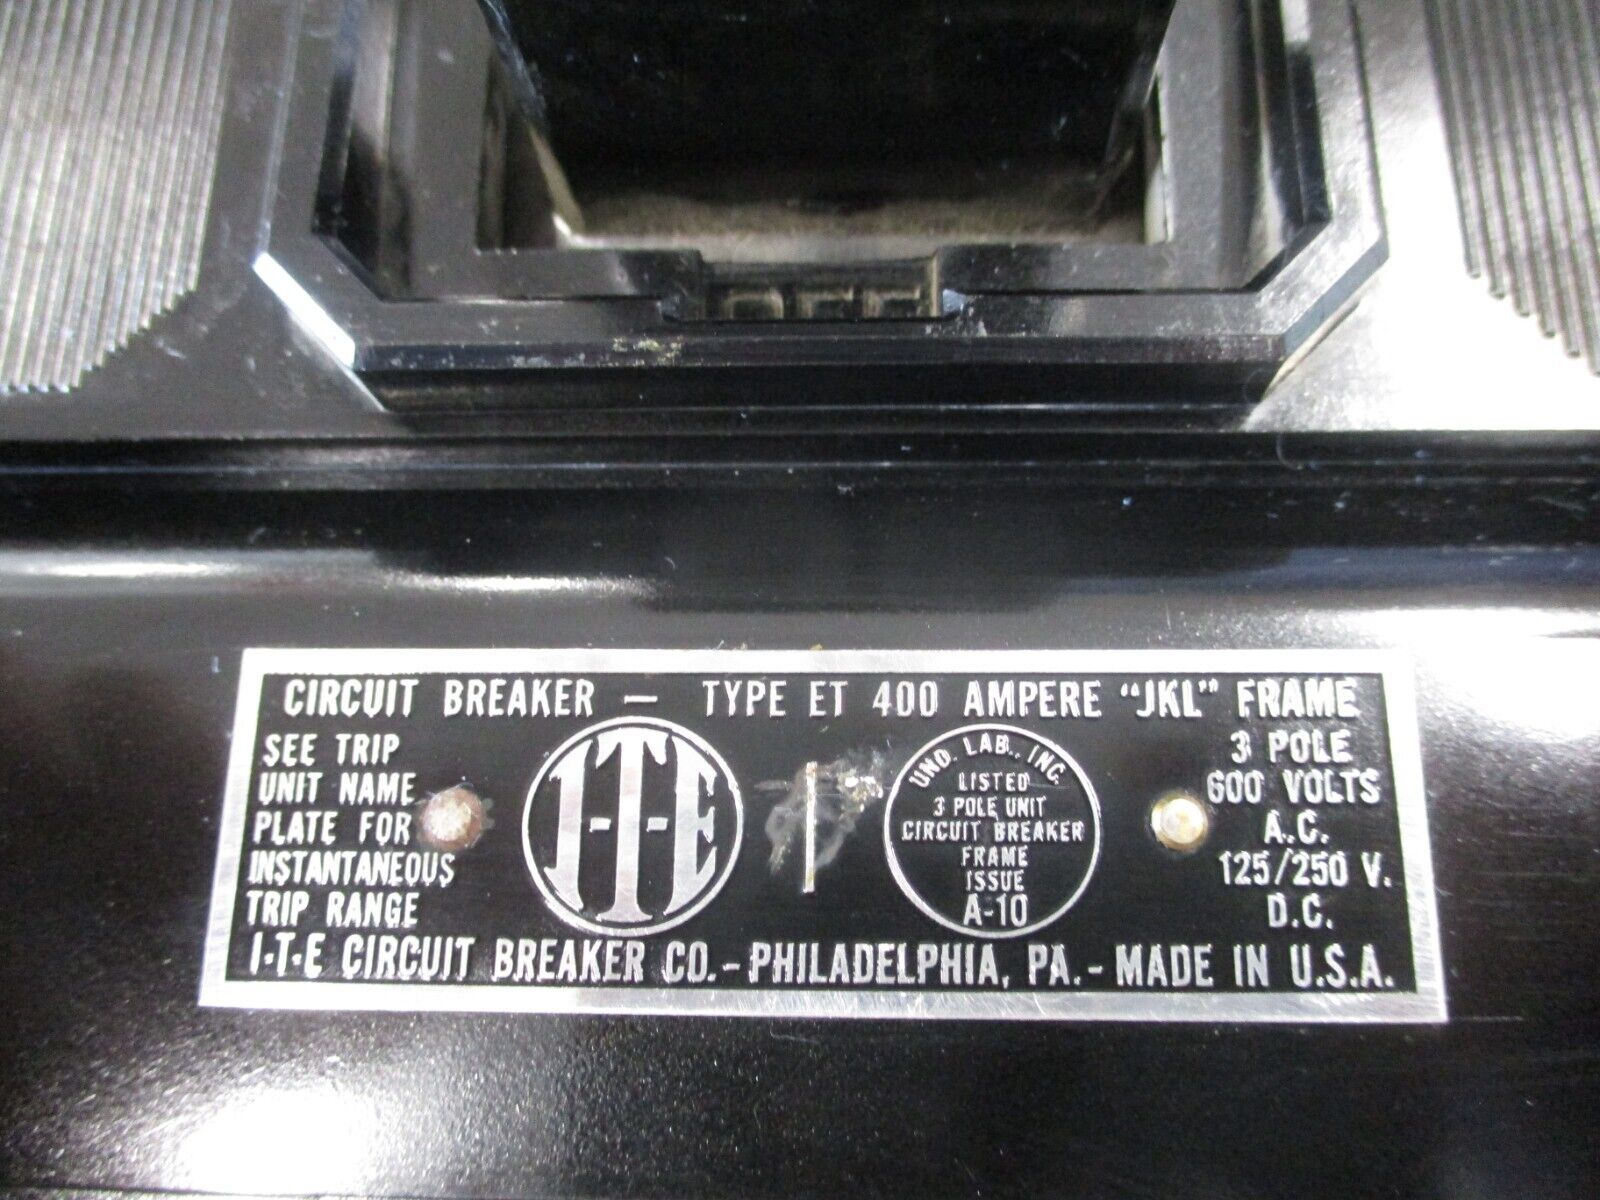 OFF
CIRCUIT BREAKER — TYPE ET 400 AMPERE "JKL" FRAME
SEE TRIP
UNIT NAME
PLATE FOR
INSTANTANEOUS
TRIP RANGE
I-T-E
UND. LAB., INC.
LISTED
3 POLE UNIT
CIRCUIT BREAKER
FRAME
ISSUE
A-10
3 POLE
600 VOLTS
A.C.
125/250 V.
D.C.
I-T-E CIRCUIT BREAKER CO. - PHILADELPHIA, PA. - MADE IN U.S.A.